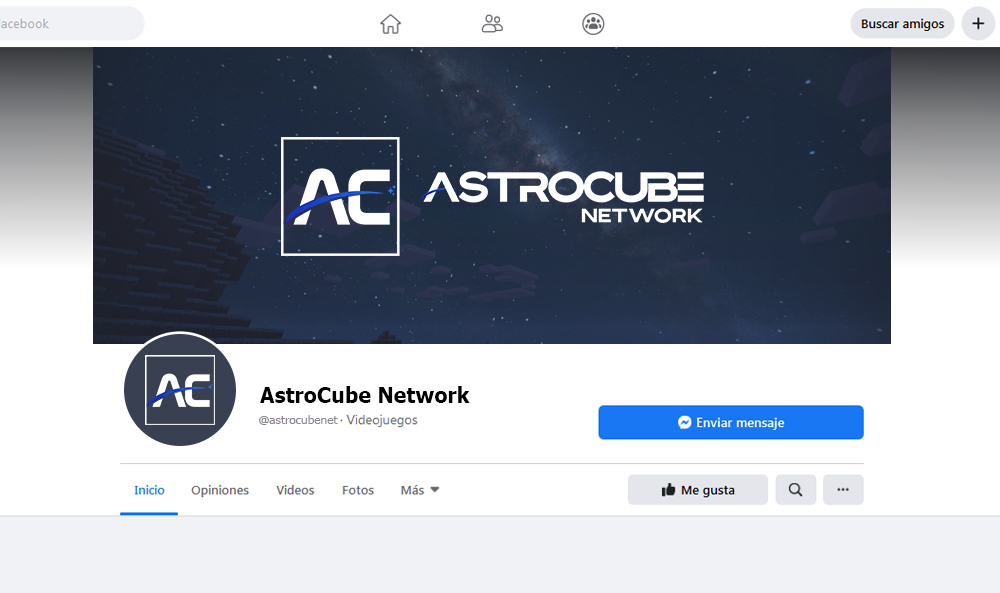 acebook
Buscar amigos
AC
ASTROCUBE
NETWORK
AC
AstroCube Network
@astrocubenet · Videojuegos
Enviar mensaje
Inicio
Opiniones
Videos
Fotos
Más
Me gusta